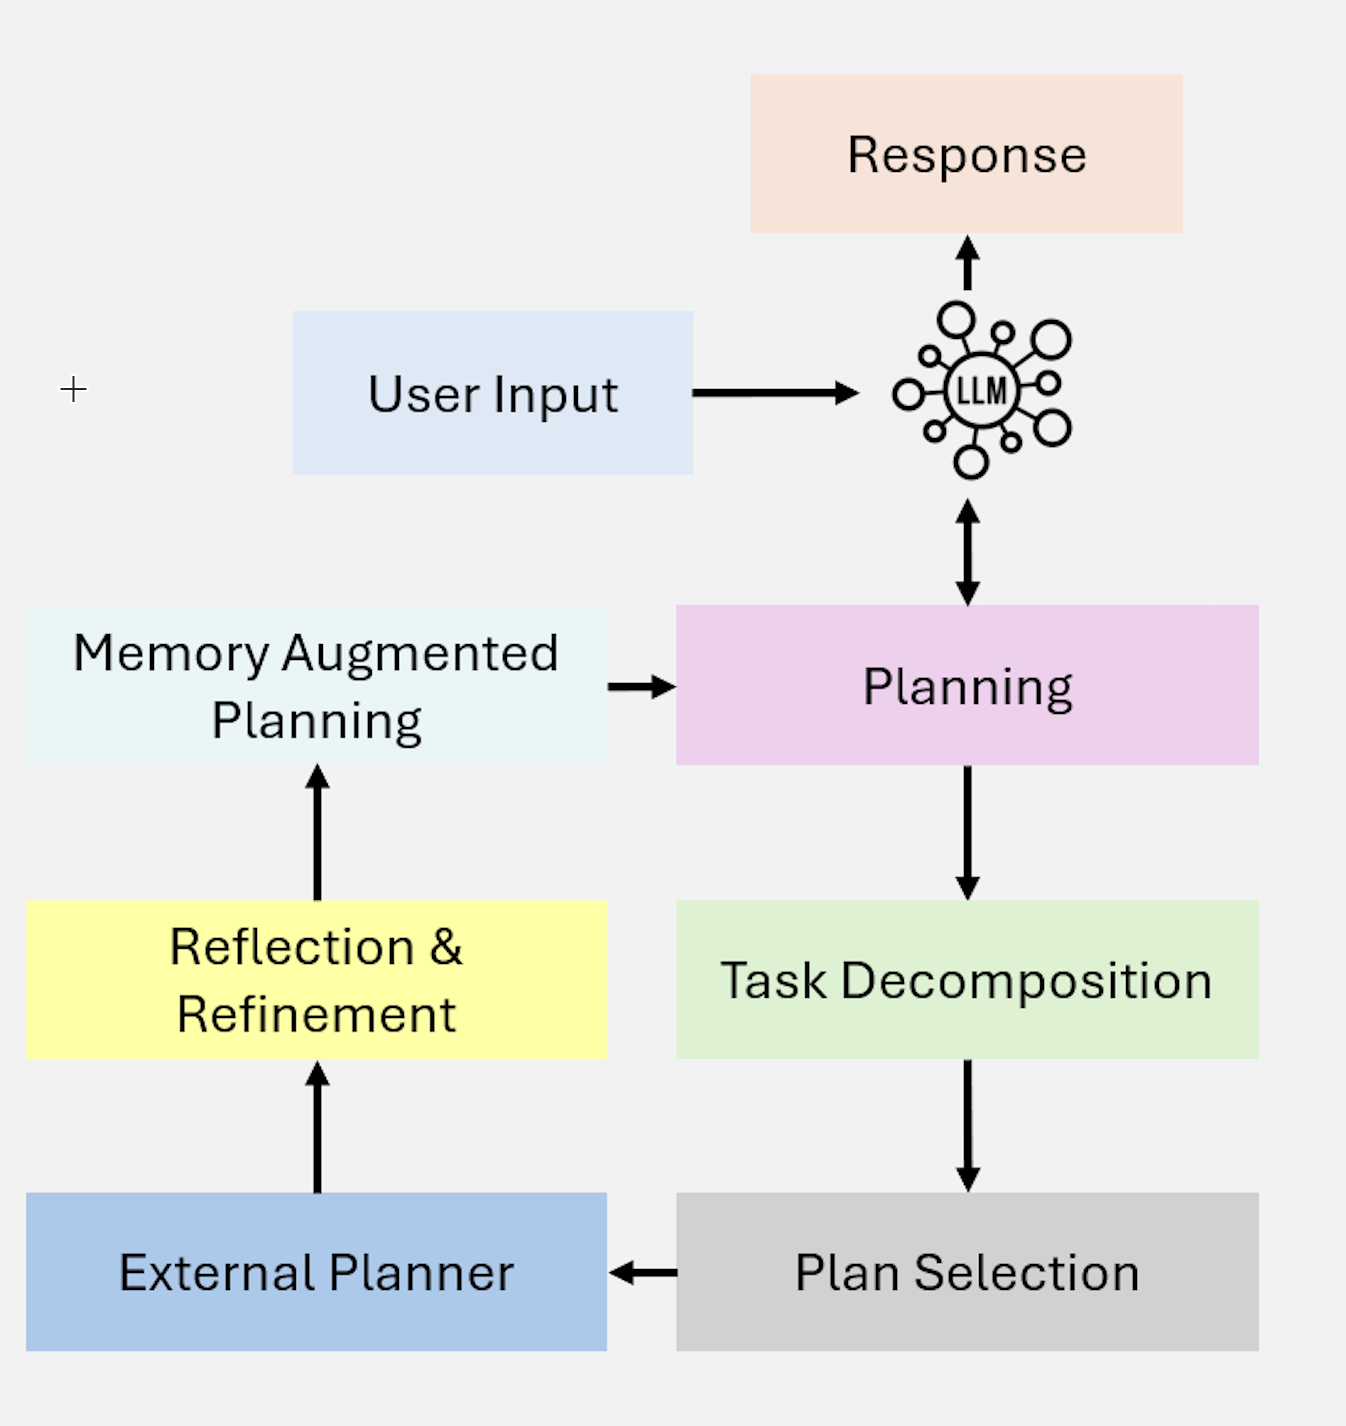 Response
User Input
LLM
Memory Augmented
Planning
Planning
Reflection &
Refinement
Task Decomposition
External Planner
Plan Selection